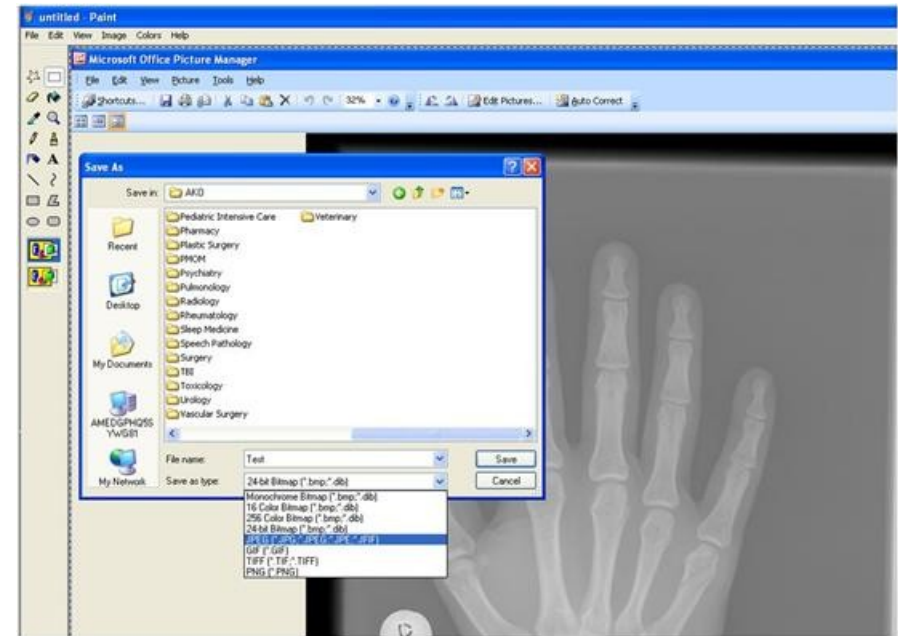 untitled - Paint
File Edit View Image Colors Help
Microsoft Office Picture Manager
File Edit View Picture Tools Help
Shortcuts... 32% Edit Pictures... Auto Correct
A
Save As
Save in: AKO
Pediatric Intensive Care Veterinary
Pharmacy
Plastic Surgery
PMOM
Psychiatry
Pulmonology
Radiology
Rheumatology
Sleep Medicine
Speech Pathology
Surgery
TBI
Toxicology
Urology
Vascular Surgery
Recent
Desktop
My Documents
AMEDGPHQ5S
YWG81
My Network
File name: Test Save
Save as type: 24-bit Bitmap (*.bmp;*.dib) Cancel
Monochrome Bitmap (*.bmp;*.dib)
16 Color Bitmap (*.bmp;*.dib)
256 Color Bitmap (*.bmp;*.dib)
24-bit Bitmap (*.bmp;*.dib)
JPEG (*.JPG;*.JPEG;*.JPE;*.JFIF)
GIF (*.GIF)
TIFF (*.TIF;*.TIFF)
PNG (*.PNG)